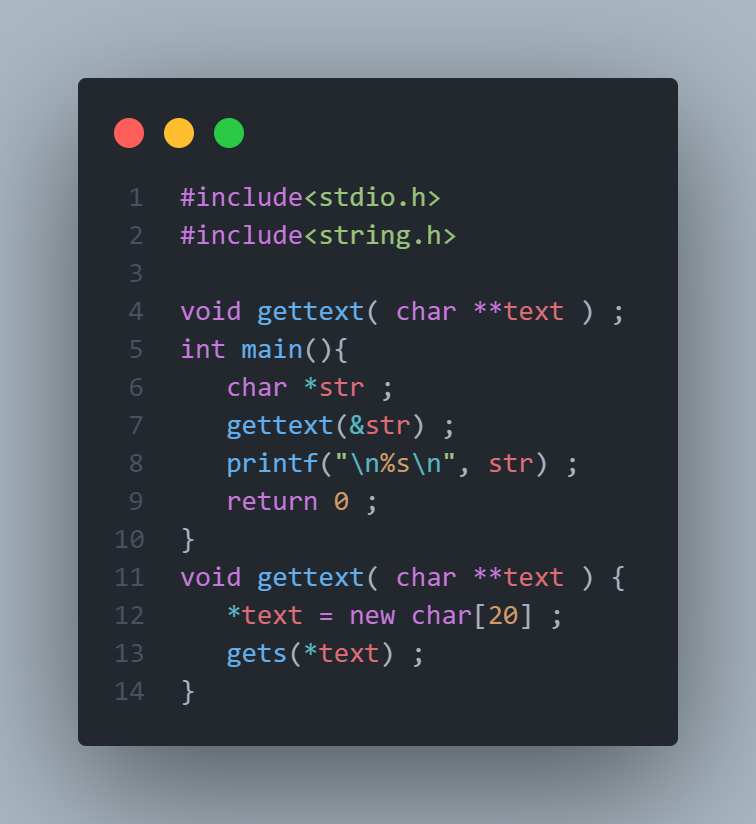 1 #include<stdio.h>
2 #include<string.h>
3
4 void gettext( char **text ) ;
5 int main(){
6    char *str ;
7    gettext(&str) ;
8    printf("\n%s\n", str) ;
9    return 0 ;
10 }
11 void gettext( char **text ) {
12    *text = new char[20] ;
13    gets(*text) ;
14 }